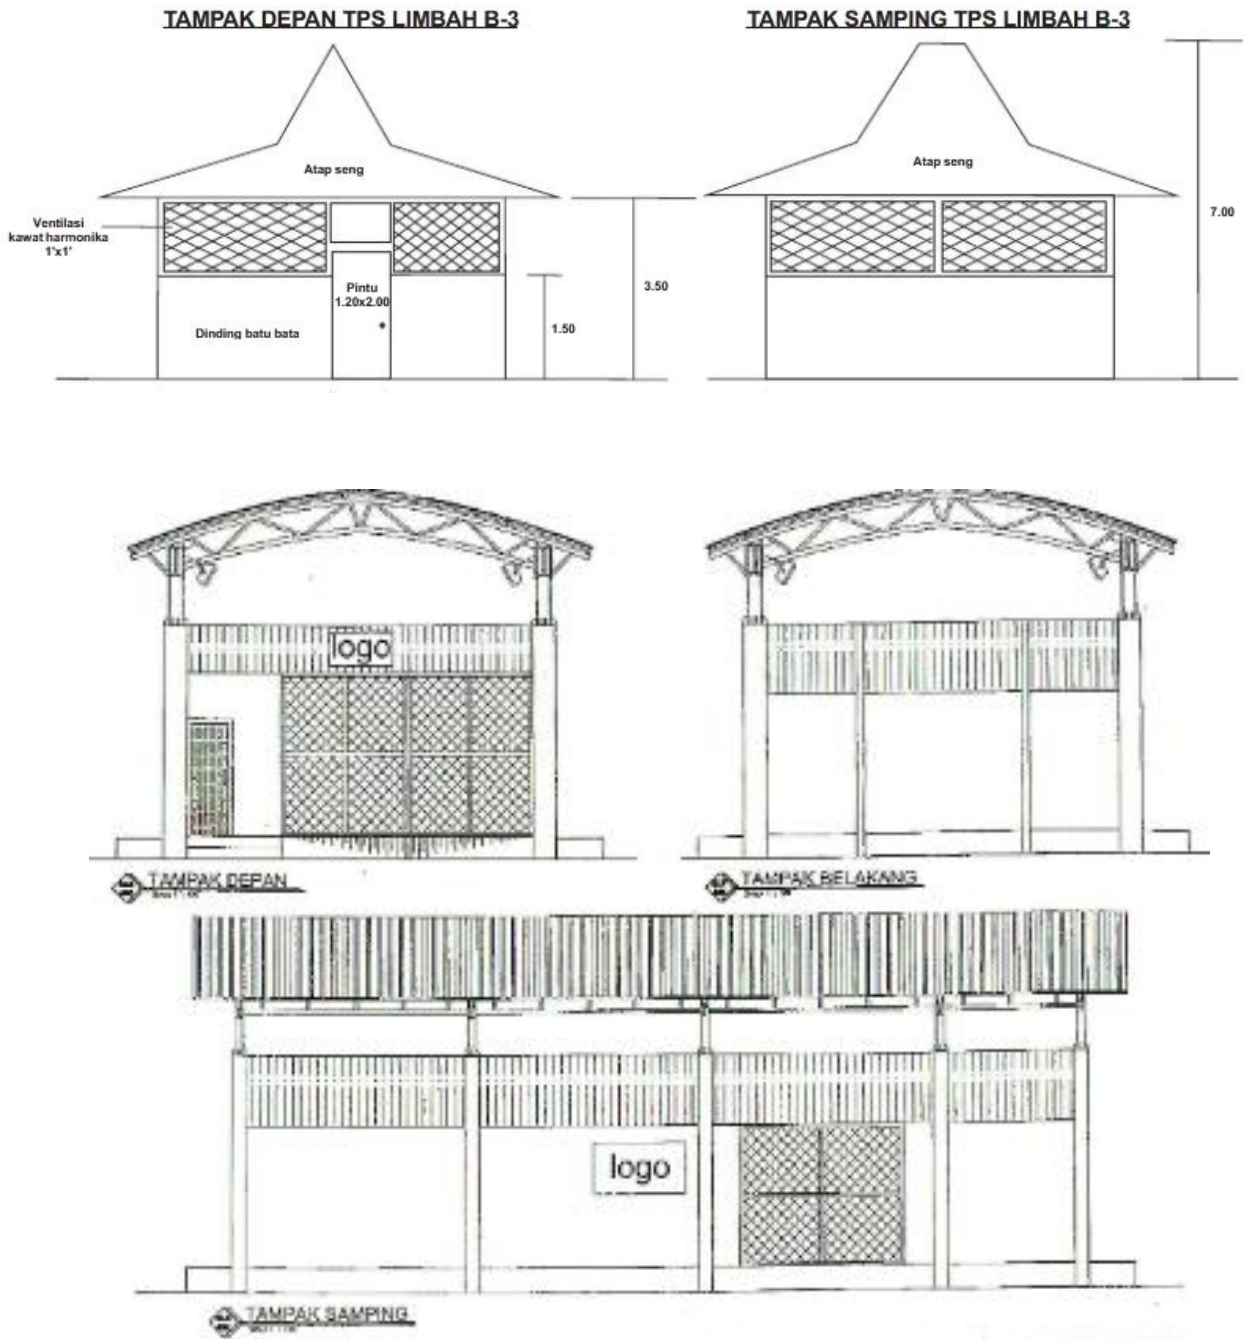 TAMPAK DEPAN TPS LIMBAH B-3
TAMPAK SAMPING TPS LIMBAH B-3
Atap seng
Atap seng
Ventilasi
kawat harmonika
1'x1'
7.00
Pintu
1.20x2.00
3.50
1.50
Dinding batu bata
logo
TAMPAK DEPAN
TAMPAK BELAKANG
logo
TAMPAK SAMPING